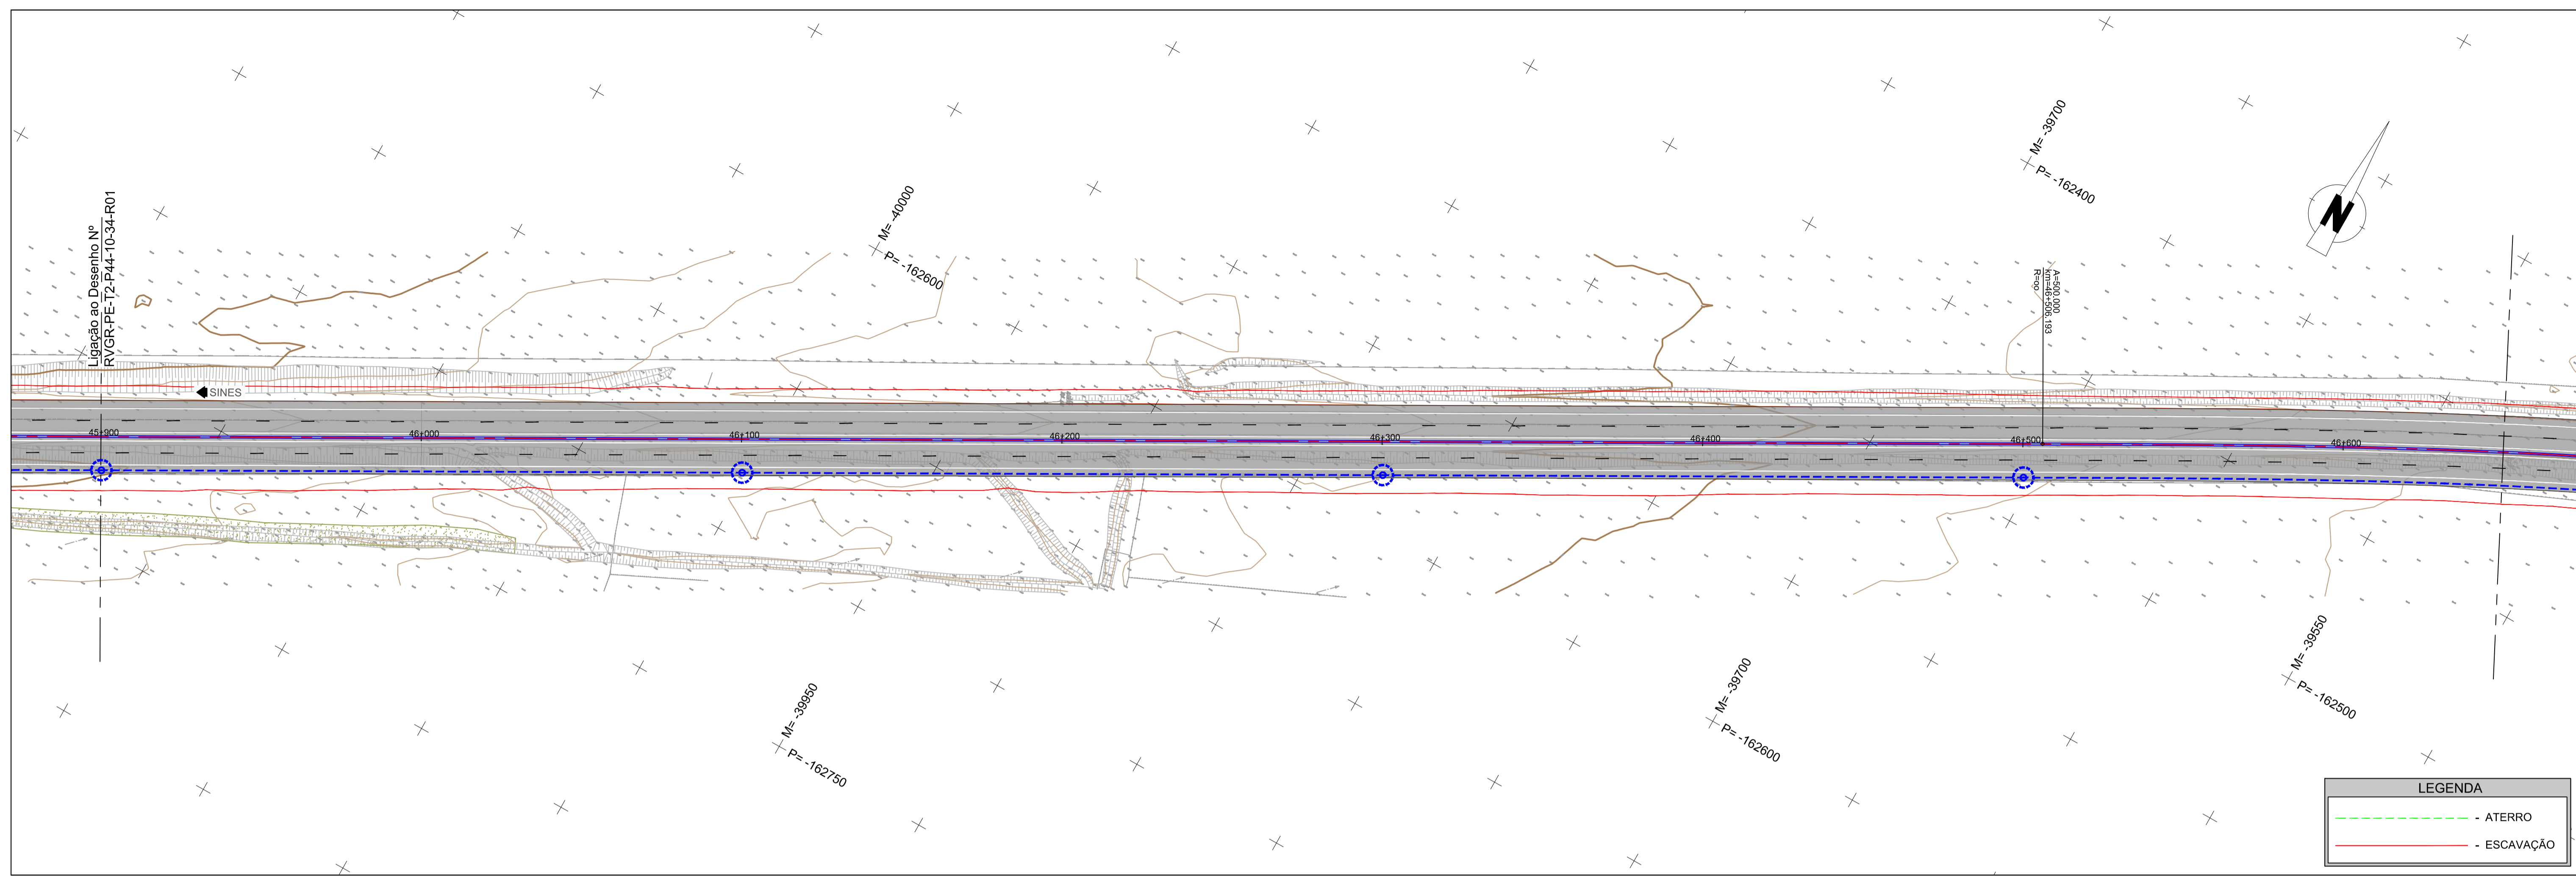 Ligação ao Desenho Nº
RVGR-PE-T2-P44-10-34-R01
SINES
M= -40000
P= -162600
M= -39700
P= -162400
N
A=500.000
km=46+506.193
R=oo
45+900
46+000
46+100
46+200
46+300
46+400
46+500
46+600
M= -39950
P= -162750
M= -39700
P= -162600
M= -39550
P= -162500
LEGENDA
- ATERRO
- ESCAVAÇÃO